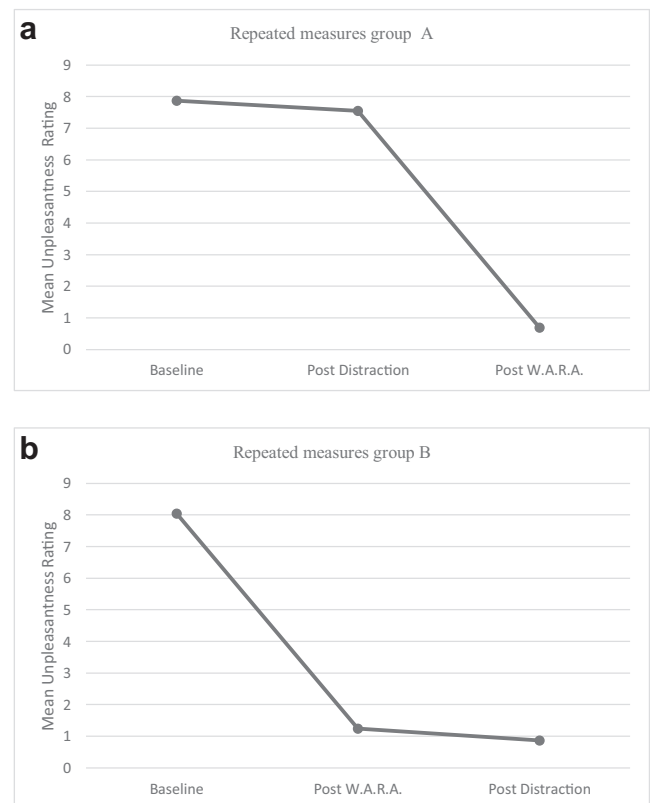 a
Repeated measures group A
Mean Unpleasantness Rating
9
8
7
6
5
4
3
2
1
0
Baseline Post Distraction Post W.A.R.A.
b
Repeated measures group B
Mean Unpleasantness Rating
9
8
7
6
5
4
3
2
1
0
Baseline Post W.A.R.A. Post Distraction